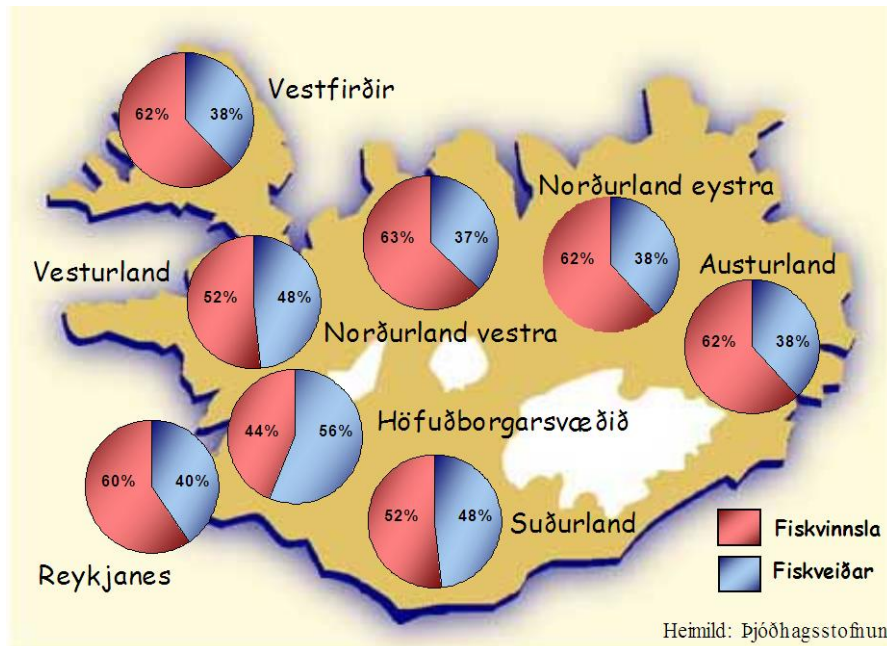 Vestfirðir
62% 38%
Norðurland eystra
62% 38%
63% 37%
Norðurland vestra
Vesturland
52% 48%
Austurland
62% 38%
Höfuðborgarsvæðið
44% 56%
60% 40%
Reykjanes
52% 48%
Suðurland
Fiskvinnsla
Fiskveiðar
Heimild: Þjóðhagsstofnun